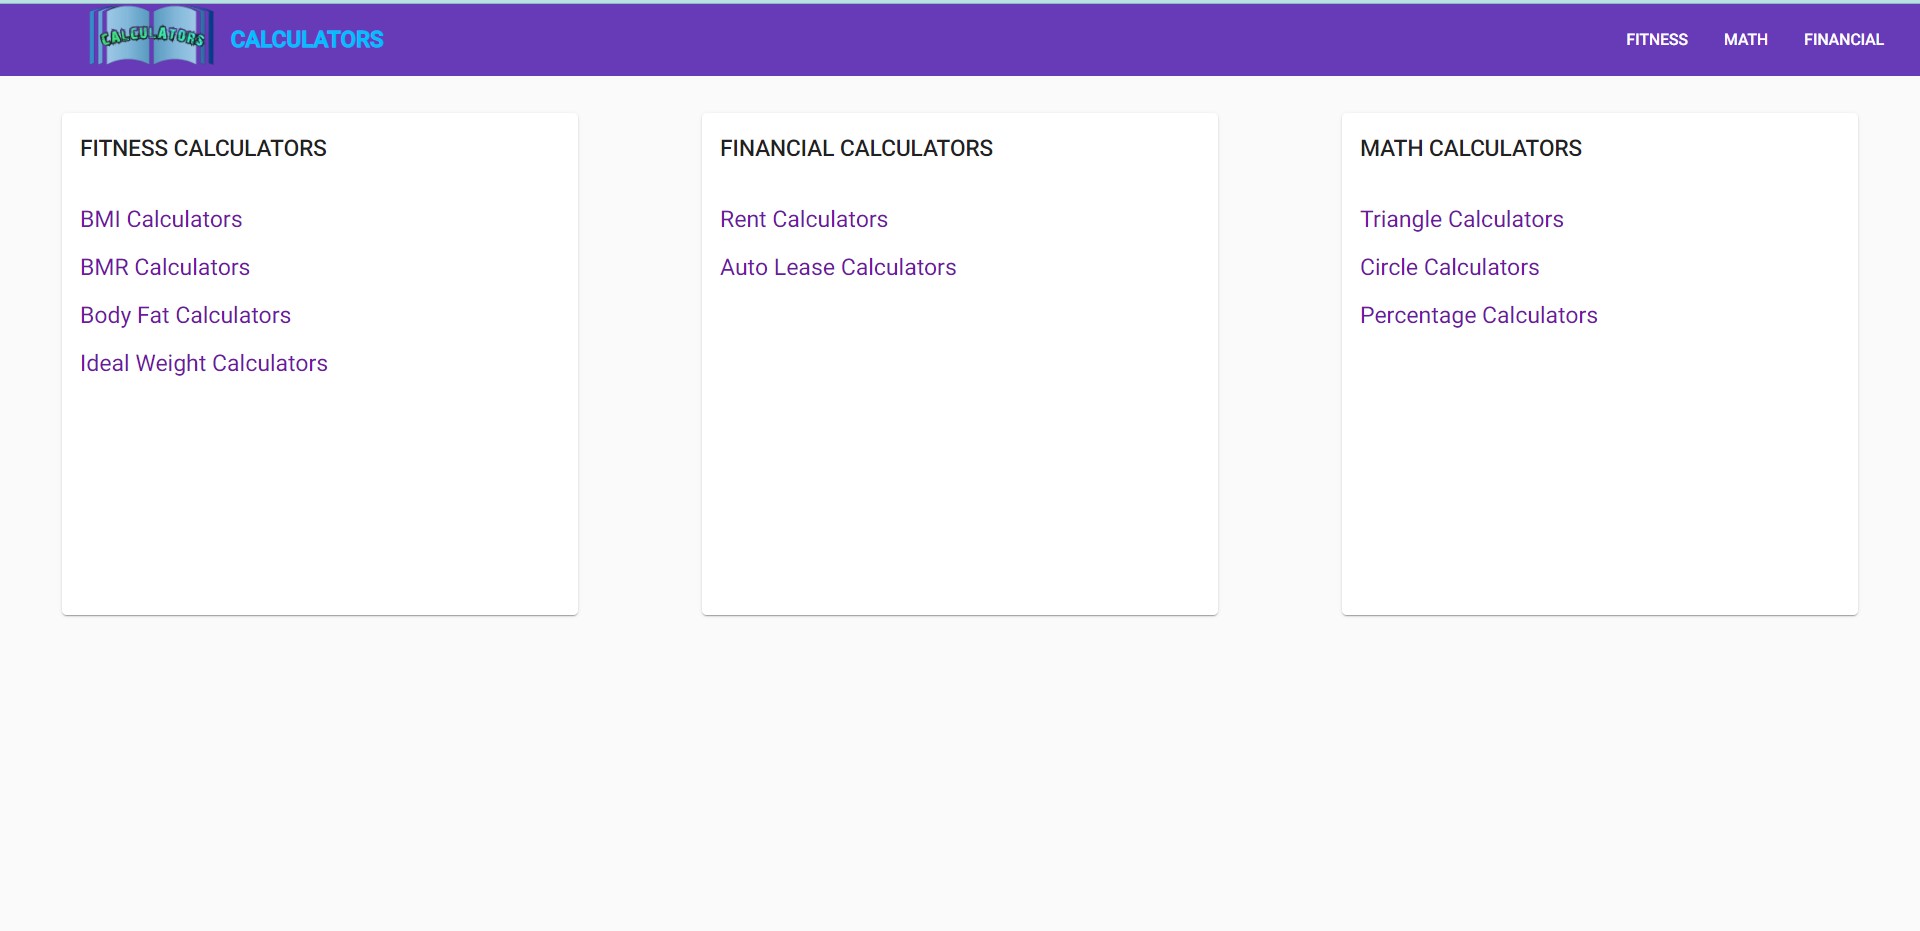 CALCULATORS
CALCULATORS
FITNESS
MATH
FINANCIAL
FITNESS CALCULATORS
BMI Calculators
BMR Calculators
Body Fat Calculators
Ideal Weight Calculators
FINANCIAL CALCULATORS
Rent Calculators
Auto Lease Calculators
MATH CALCULATORS
Triangle Calculators
Circle Calculators
Percentage Calculators